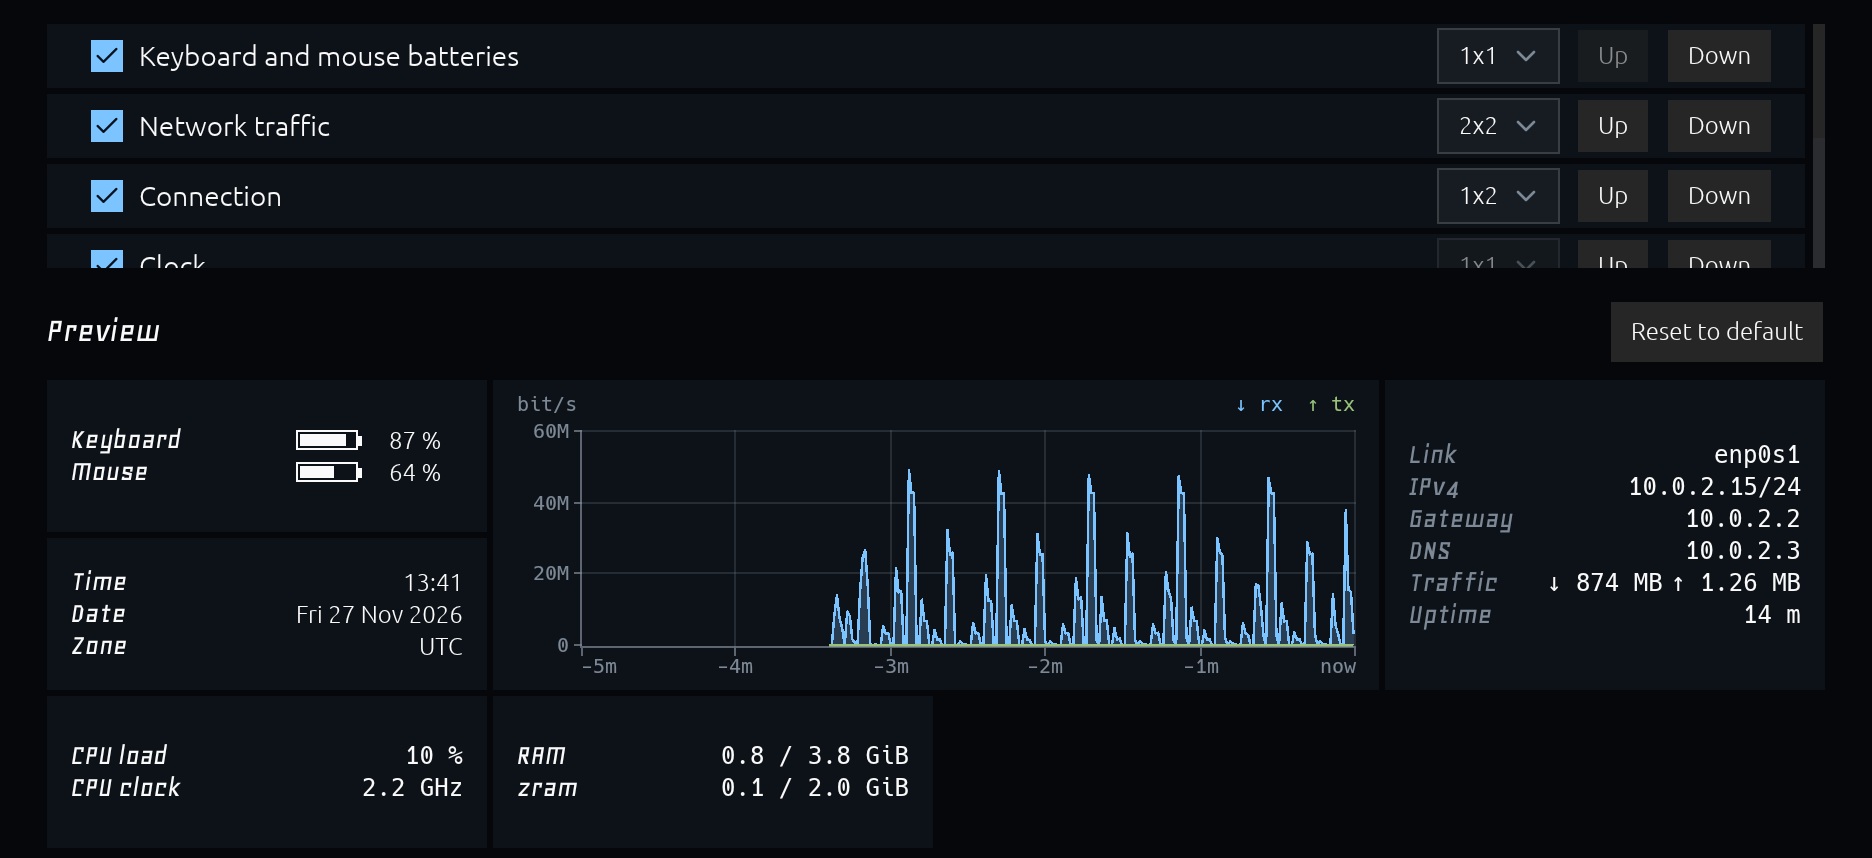 Keyboard and mouse batteries 1x1 Up Down
Network traffic 2x2 Up Down
Connection 1x2 Up Down
Clock 1x1 Up Down
Preview Reset to default
Keyboard 87 %
Mouse 64 %
Time 13:41
Date Fri 27 Nov 2026
Zone UTC
bit/s ↓ rx ↑ tx
60M
40M
20M
0
-5m -4m -3m -2m -1m now
Link enp0s1
IPv4 10.0.2.15/24
Gateway 10.0.2.2
DNS 10.0.2.3
Traffic ↓ 874 MB ↑ 1.26 MB
Uptime 14 m
CPU load 10 %
CPU clock 2.2 GHz
RAM 0.8 / 3.8 GiB
zram 0.1 / 2.0 GiB